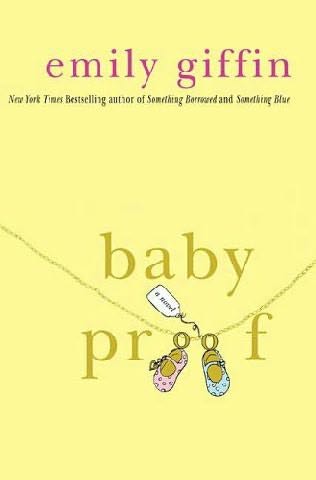 emily giffin
New York Times Bestselling author of Something Borrowed and Something Blue
baby
a novel
proof